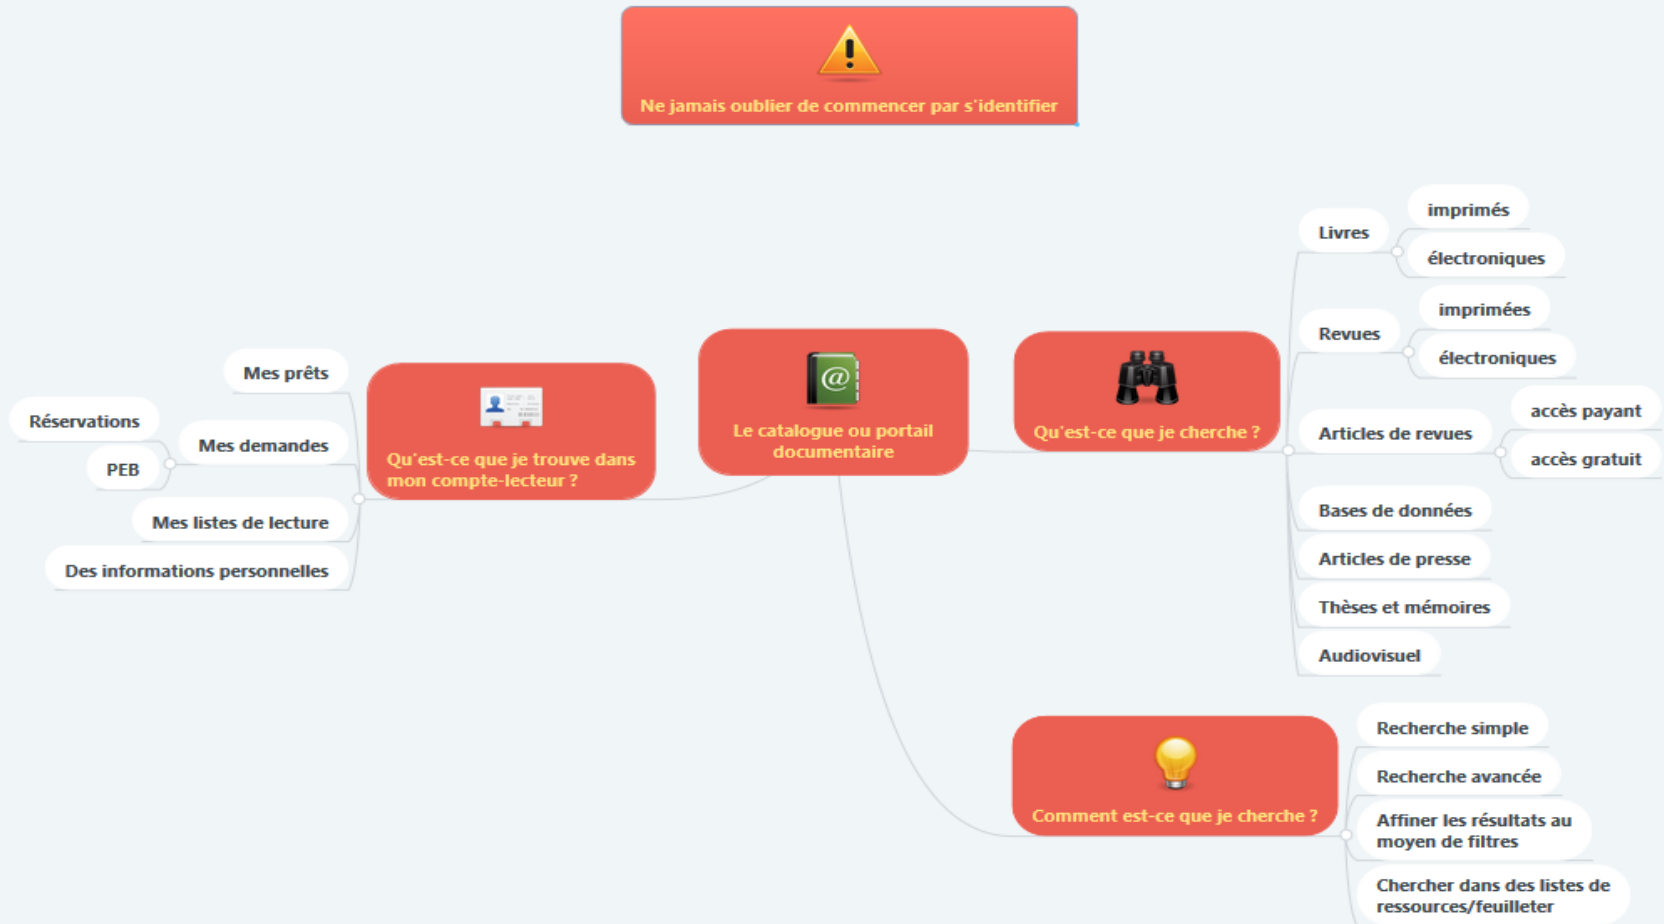 Ne jamais oublier de commencer par s'identifier
Le catalogue ou portail
documentaire
Qu'est-ce que je cherche ?
Livres
imprimés
électroniques
Revues
imprimées
électroniques
Articles de revues
accès payant
accès gratuit
Bases de données
Articles de presse
Thèses et mémoires
Audiovisuel
Comment est-ce que je cherche ?
Recherche simple
Recherche avancée
Affiner les résultats au
moyen de filtres
Chercher dans des listes de
ressources/feuilleter
Qu'est-ce que je trouve dans
mon compte-lecteur ?
Mes prêts
Mes demandes
Réservations
PEB
Mes listes de lecture
Des informations personnelles